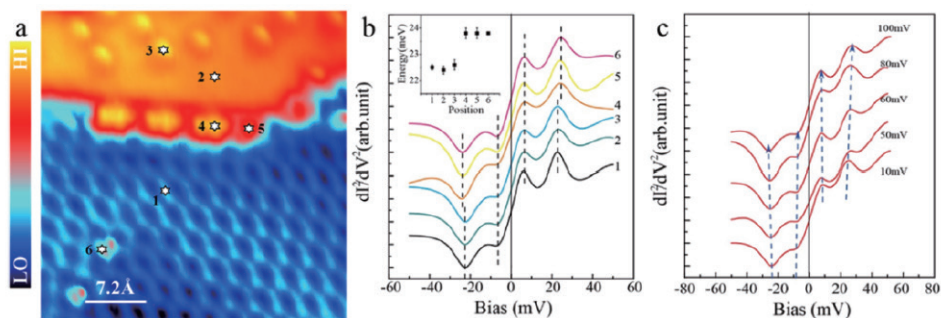 a
HI
LO
3
2
4
5
1
6
7.2Å
b
dI²/dV²(arb.unit)
Energy(meV)
24
23
22
1 2 3 4 5 6
Position
6
5
4
3
2
1
-60 -40 -20 0 20 40 60
Bias (mV)
c
dI²/dV²(arb.unit)
100mV
80mV
60mV
50mV
10mV
-80 -60 -40 -20 0 20 40 60
Bias (mV)